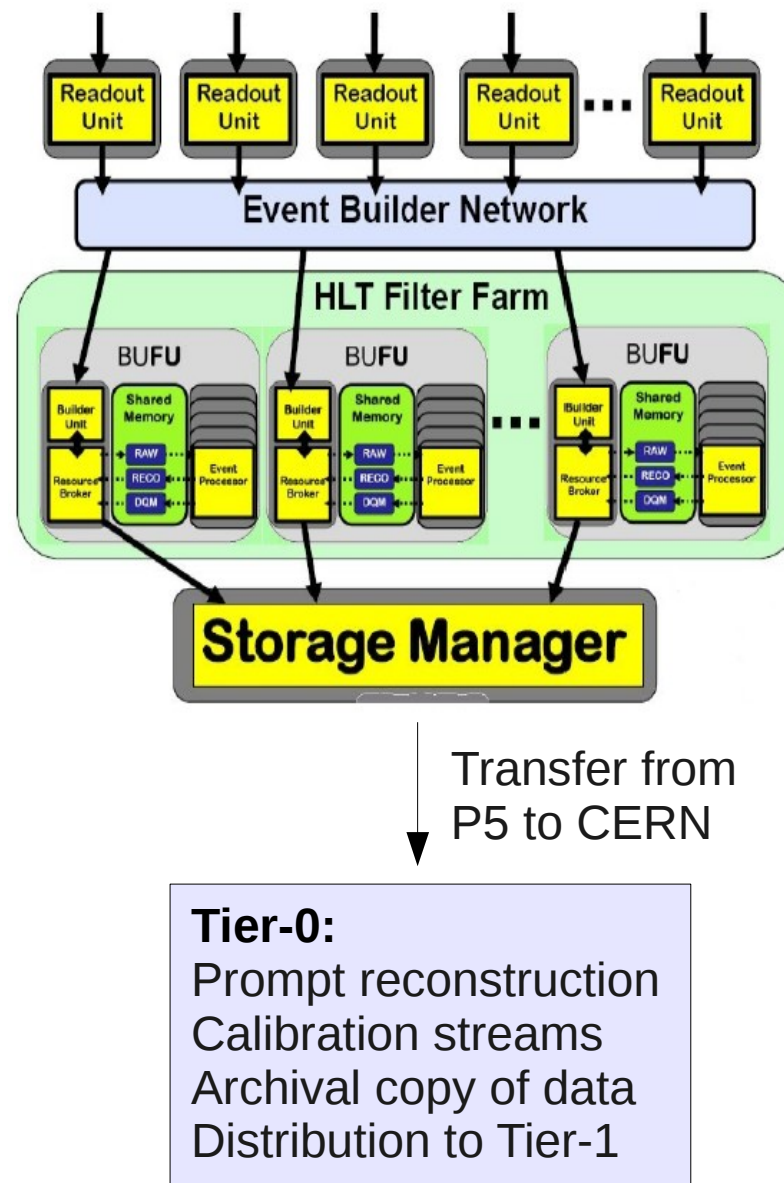 Readout
Unit
Readout
Unit
Readout
Unit
Readout
Unit
...
Readout
Unit
Event Builder Network
HLT Filter Farm
BUFU
Builder
Unit
Resource
Broker
Shared
Memory
RAW
RECO
DQM
Event
Processor
BUFU
Builder
Unit
Resource
Broker
Shared
Memory
RAW
RECO
DQM
Event
Processor
...
BUFU
Builder
Unit
Resource
Broker
Shared
Memory
RAW
RECO
DQM
Event
Processor
Storage Manager
Transfer from
P5 to CERN
Tier-0:
Prompt reconstruction
Calibration streams
Archival copy of data
Distribution to Tier-1